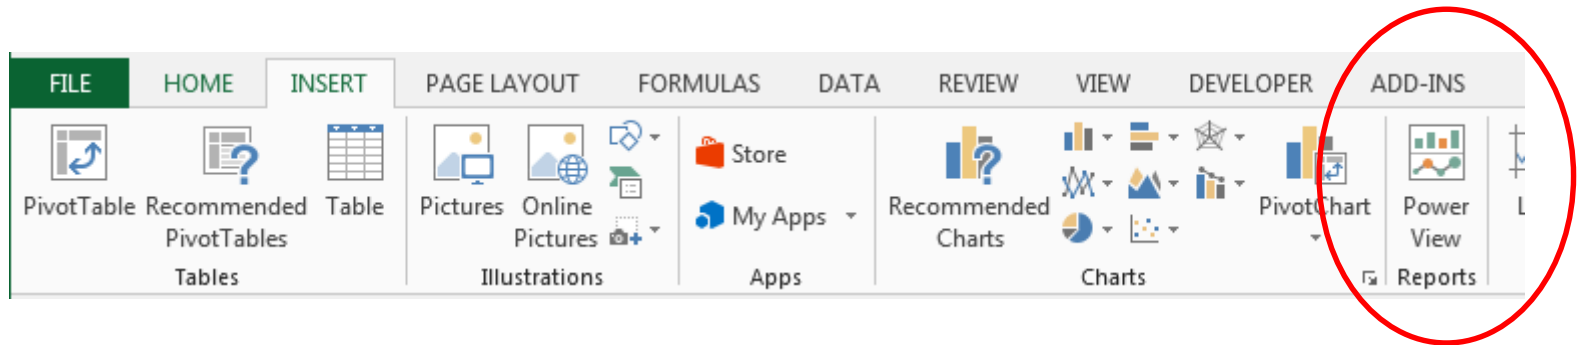 FILE HOME INSERT PAGE LAYOUT FORMULAS DATA REVIEW VIEW DEVELOPER ADD-INS
PivotTable
Recommended
PivotTables
Table
Tables
Pictures
Online
Pictures
Illustrations
Store
My Apps
Apps
Recommended
Charts
PivotChart
Charts
Power
View
Reports
L